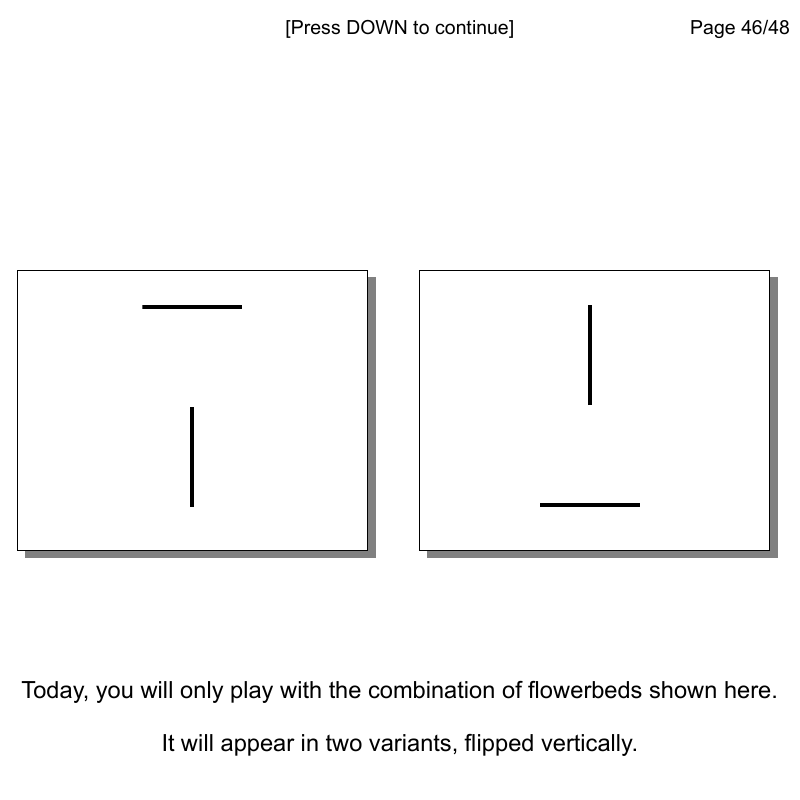 [Press DOWN to continue]
Page 46/48
Today, you will only play with the combination of flowerbeds shown here.
It will appear in two variants, flipped vertically.